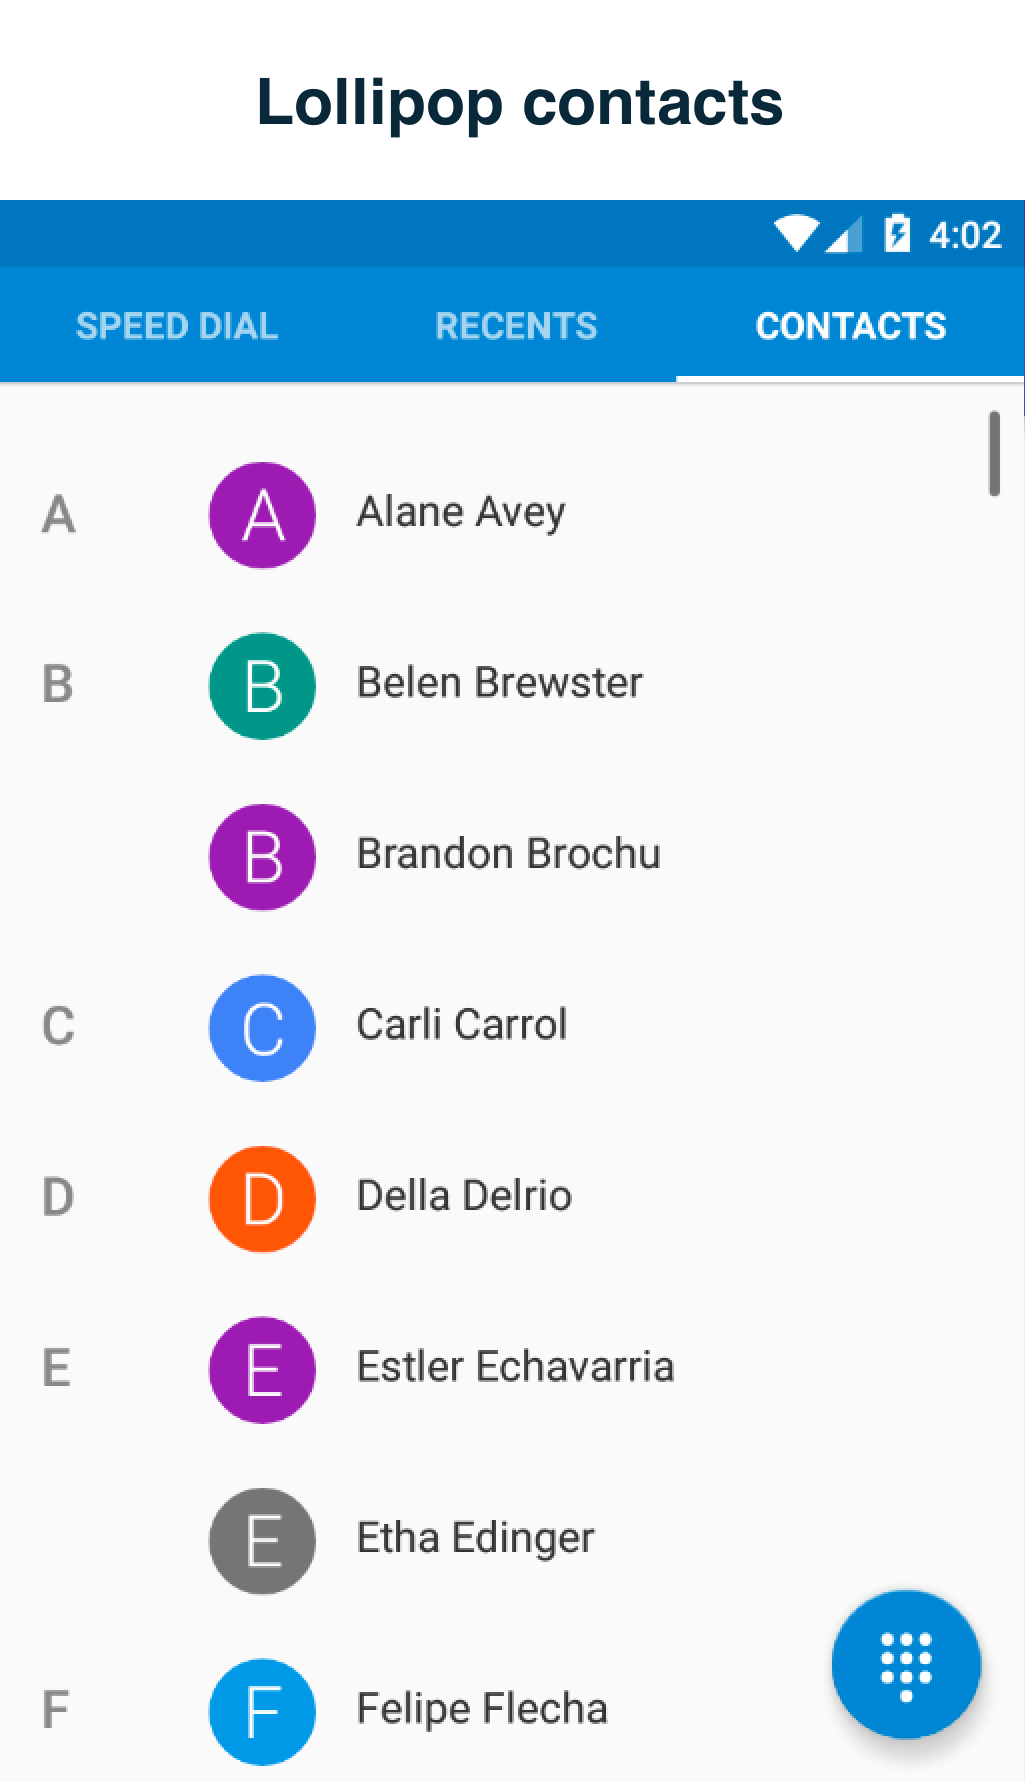 Lollipop contacts
4:02
SPEED DIAL RECENTS CONTACTS
A A Alane Avey
B B Belen Brewster
B Brandon Brochu
C C Carli Carrol
D D Della Delrio
E E Estler Echavarria
E Etha Edinger
F F Felipe Flecha